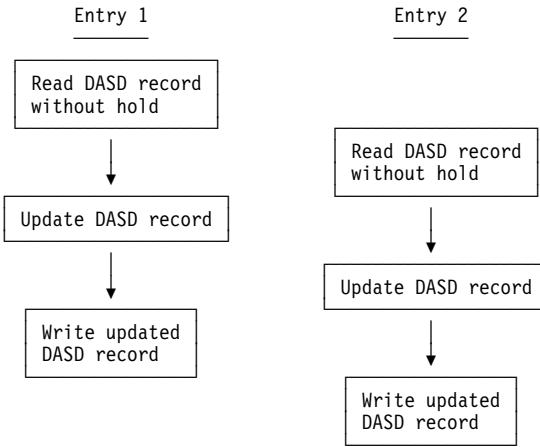 Entry 1
Read DASD record
without hold
Update DASD record
Write updated
DASD record
Entry 2
Read DASD record
without hold
Update DASD record
Write updated
DASD record